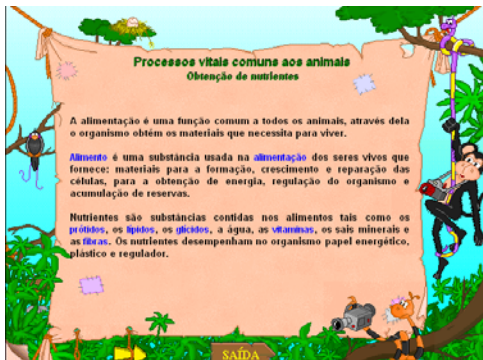 Processos vitais comuns aos animais
Obtenção de nutrientes
A alimentação é uma função comum a todos os animais, através dela
o organismo obtém os materiais que necessita para viver.
Alimento é uma substância usada na alimentação dos seres vivos que
fornece: materiais para a formação, crescimento e reparação das
células, para a obtenção de energia, regulação do organismo e
acumulação de reservas.
Nutrientes são substâncias contidas nos alimentos tais como os
prótidos, os lípidos, os glícidos, a água, as vitaminas, os sais minerais e
as fibras. Os nutrientes desempenham no organismo papel energético,
plástico e regulador.
SAÍDA